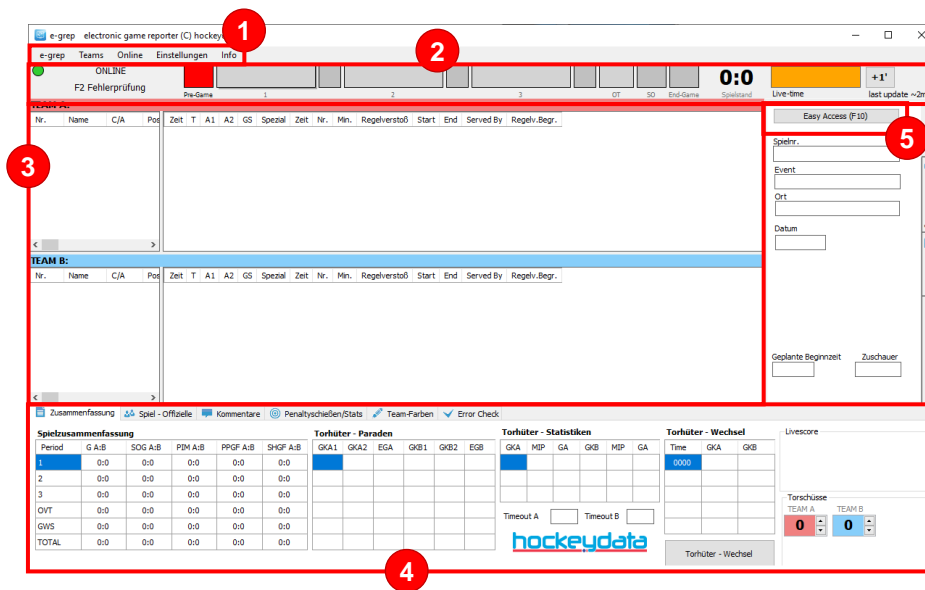 e-grep electronic game reporter (C) hockey
1
2
e-grep Teams Online Einstellungen Info
ONLINE
F2 Fehlerprüfung
Pre-Game 1 2 3 OT SO End-Game
0:0
Spielstand
Live-time
+1'
last update ~2m
TEAM A:
Nr. Name C/A Pos Zeit T A1 A2 GS Spezial Zeit Nr. Min. Regelverstoß Start End Served By Regelv.Begr.
Easy Access (F10)
5
3
Spielnr.
Event
Ort
Datum
TEAM B:
Nr. Name C/A Pos Zeit T A1 A2 GS Spezial Zeit Nr. Min. Regelverstoß Start End Served By Regelv.Begr.
Geplante Beginnzeit Zuschauer
Zusammenfassung Spiel - Offizielle Kommentare Penaltyschießen/Stats Team-Farben Error Check
Spielzusammenfassung
Period G A:B SOG A:B PIM A:B PPGF A:B SHGF A:B
1 0:0 0:0 0:0 0:0 0:0
2 0:0 0:0 0:0 0:0 0:0
3 0:0 0:0 0:0 0:0 0:0
OVT 0:0 0:0 0:0 0:0 0:0
GWS 0:0 0:0 0:0 0:0 0:0
TOTAL 0:0 0:0 0:0 0:0 0:0
Torhüter - Paraden
GKA1 GKA2 EGA GKB1 GKB2 EGB
Torhüter - Statistiken
GKA MIP GA GKB MIP GA
Timeout A Timeout B
hockeydata
Torhüter - Wechsel
Time GKA GKB
0000
Torhüter - Wechsel
Livescore
Torschüsse
TEAM A TEAM B
0 0
4